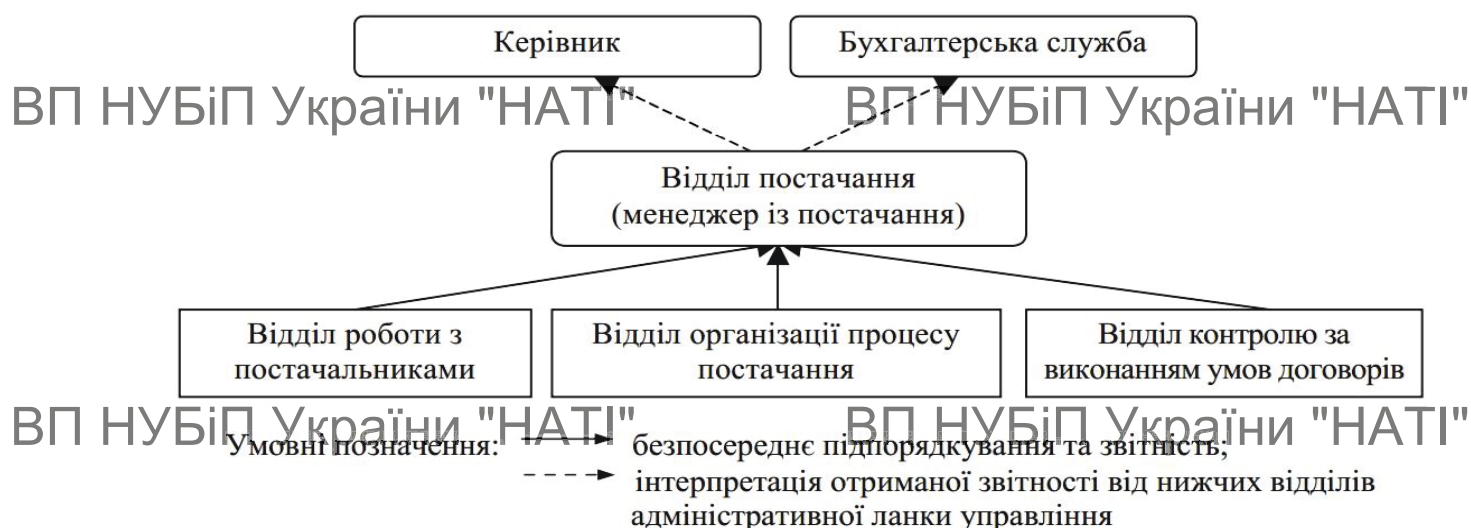 Керівник
Бухгалтерська служба
ВП НУБіП України "НАТІ"
ВП НУБіП України "НАТІ"
Відділ постачання
(менеджер із постачання)
Відділ роботи з
постачальниками
Відділ організації процесу
постачання
Відділ контролю за
виконанням умов договорів
ВП НУБіП України "НАТІ"
ВП НУБіП України "НАТІ"
Умовні позначення:
безпосереднє підпорядкування та звітність;
інтерпретація отриманої звітності від нижчих відділів
адміністративної ланки управління